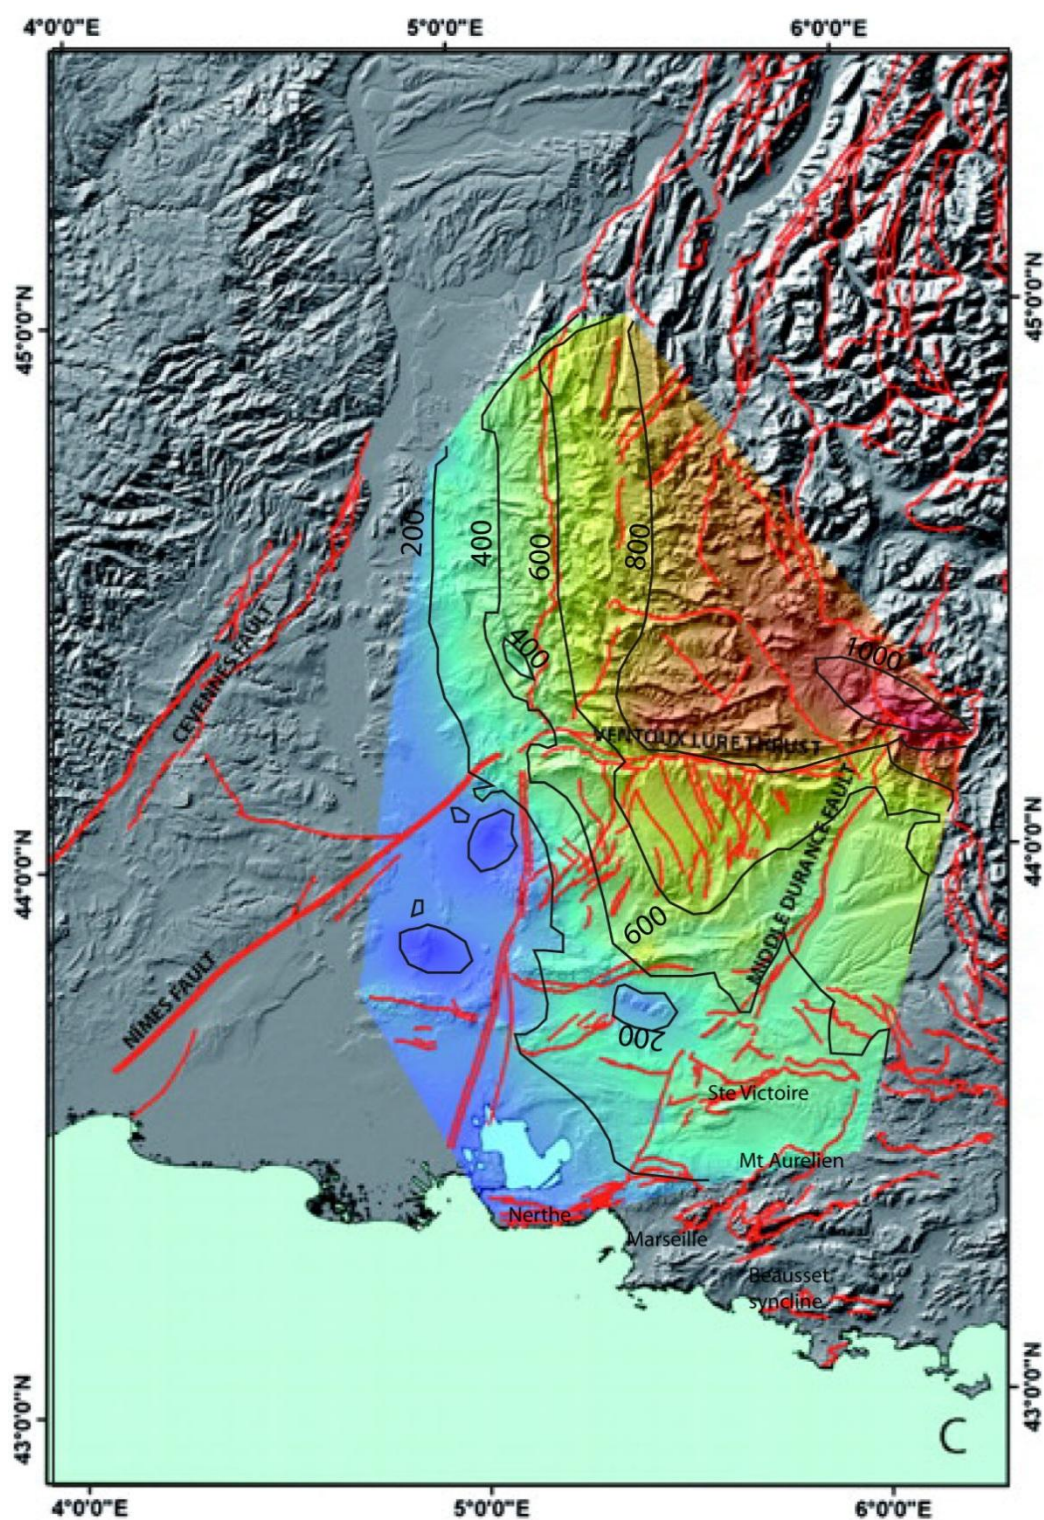 4°0'0"E 5°0'0"E 6°0'0"E
45°0'0"N
45°0'0"N
200
400
600
800
400
1000
CEVENNES FAULT
VENTOUX LURE THRUST
44°0'0"N
44°0'0"N
MIDDLE DURANCE FAULT
600
NÎMES FAULT
200
Ste Victoire
Mt Aurelien
Nerthe
Marseille
Beausset
syncline
43°0'0"N
43°0'0"N
C
4°0'0"E 5°0'0"E 6°0'0"E